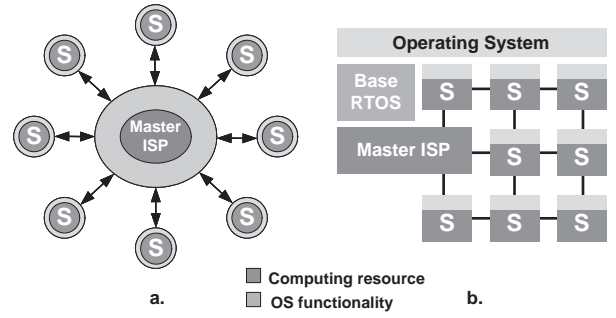 S
S
S
S
Master
ISP
S
S
S
S
a.
Operating System
Base
RTOS
S
S
S
Master ISP
S
S
S
S
S
b.
Computing resource
OS functionality